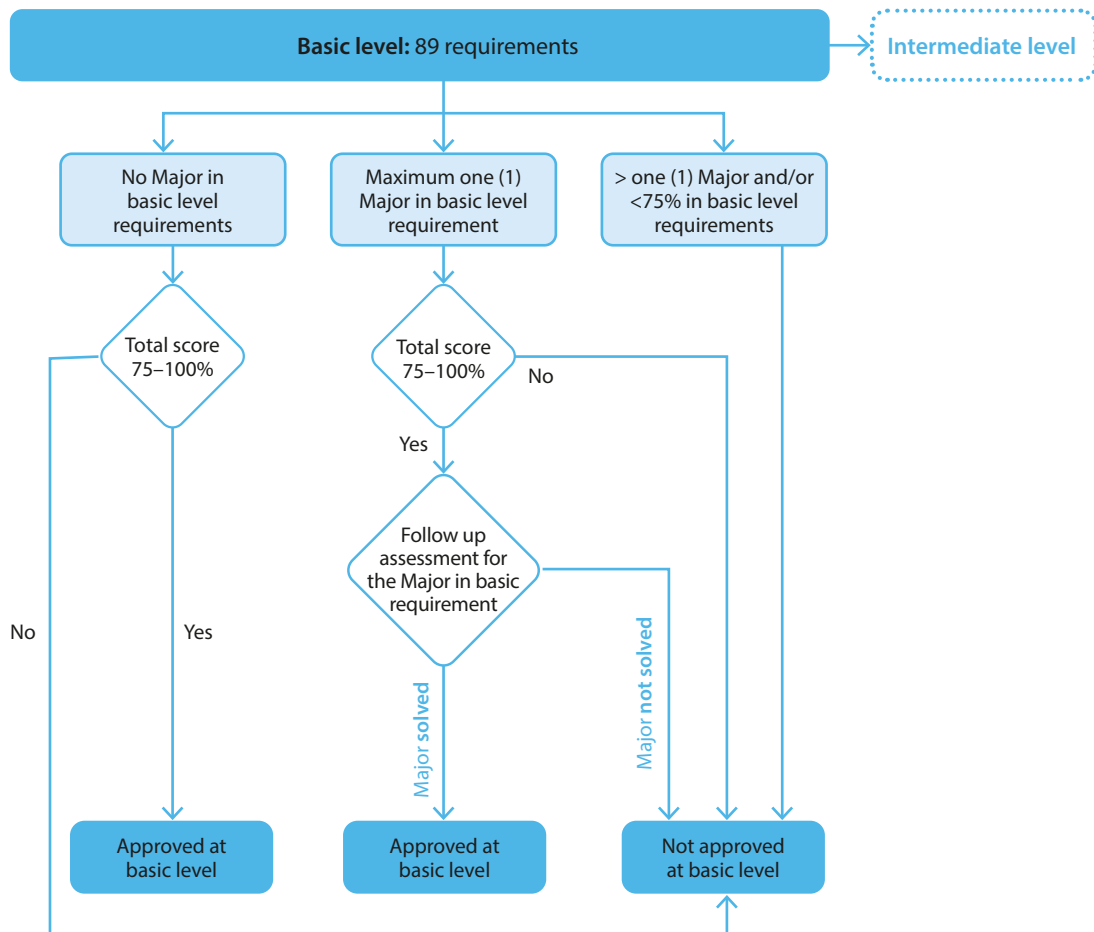 Basic level: 89 requirements
Intermediate level
No Major in
basic level
requirements
Maximum one (1)
Major in basic level
requirement
> one (1) Major and/or
<75% in basic level
requirements
Total score
75–100%
Total score
75–100%
No
Yes
Follow up
assessment for
the Major in basic
requirement
No
Yes
Major solved
Major not solved
Approved at
basic level
Approved at
basic level
Not approved
at basic level